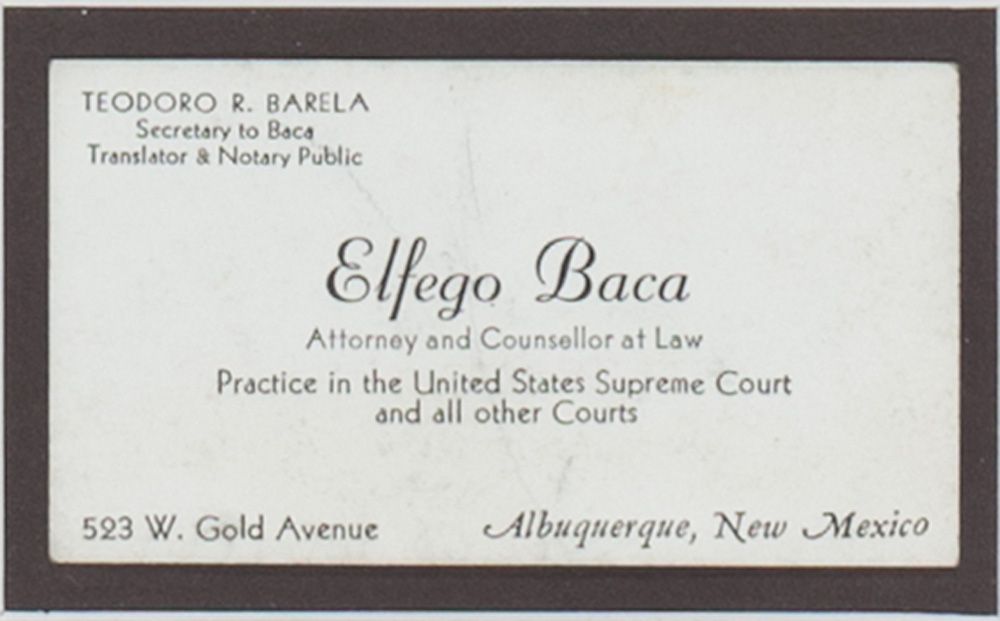 TEODORO R. BARELA
Secretary to Baca
Translator & Notary Public
Elfego Baca
Attorney and Counsellor at Law
Practice in the United States Supreme Court
and all other Courts
523 W. Gold Avenue
Albuquerque, New Mexico